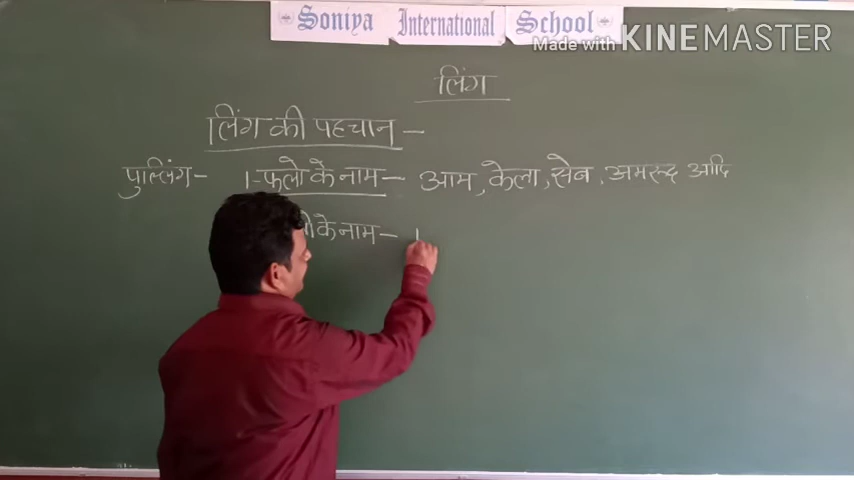 Soniya International School
Made with KINEMASTER
लिंग
लिंग की पहचान -
पुल्लिंग - 1- फलो के नाम - आम, केला, सेब, अमरुद आदि
के नाम -